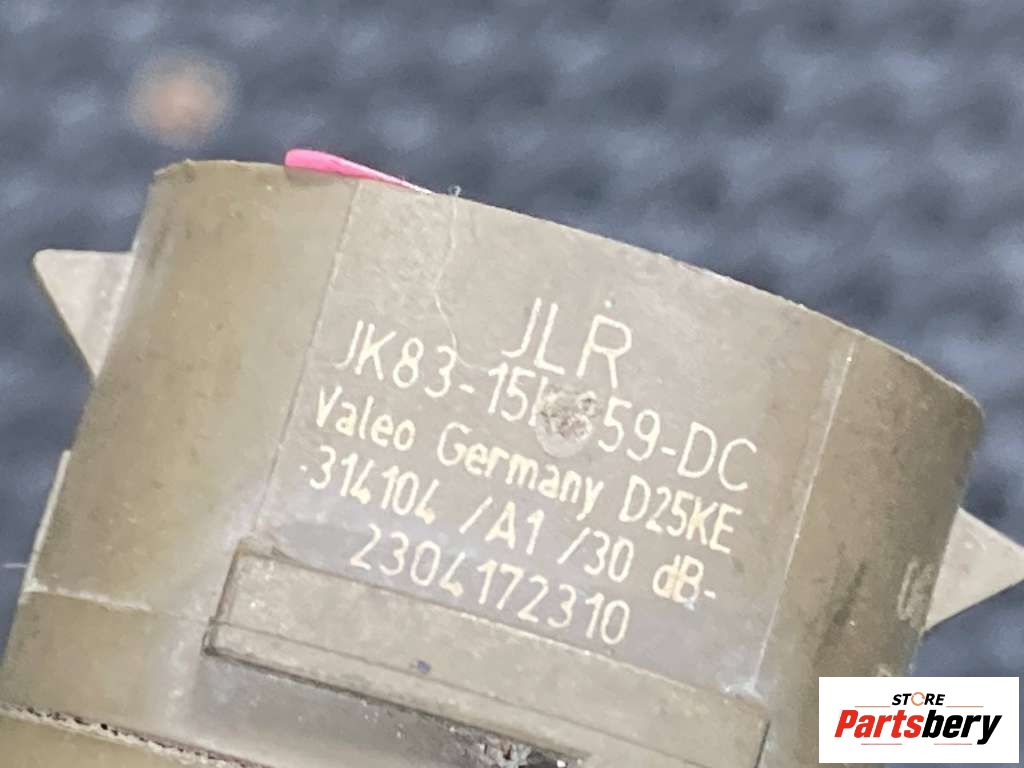 JLR
Valeo Germany D25KE
314104 /A1 /30 dB-
2304172310
STORE
Partsbery